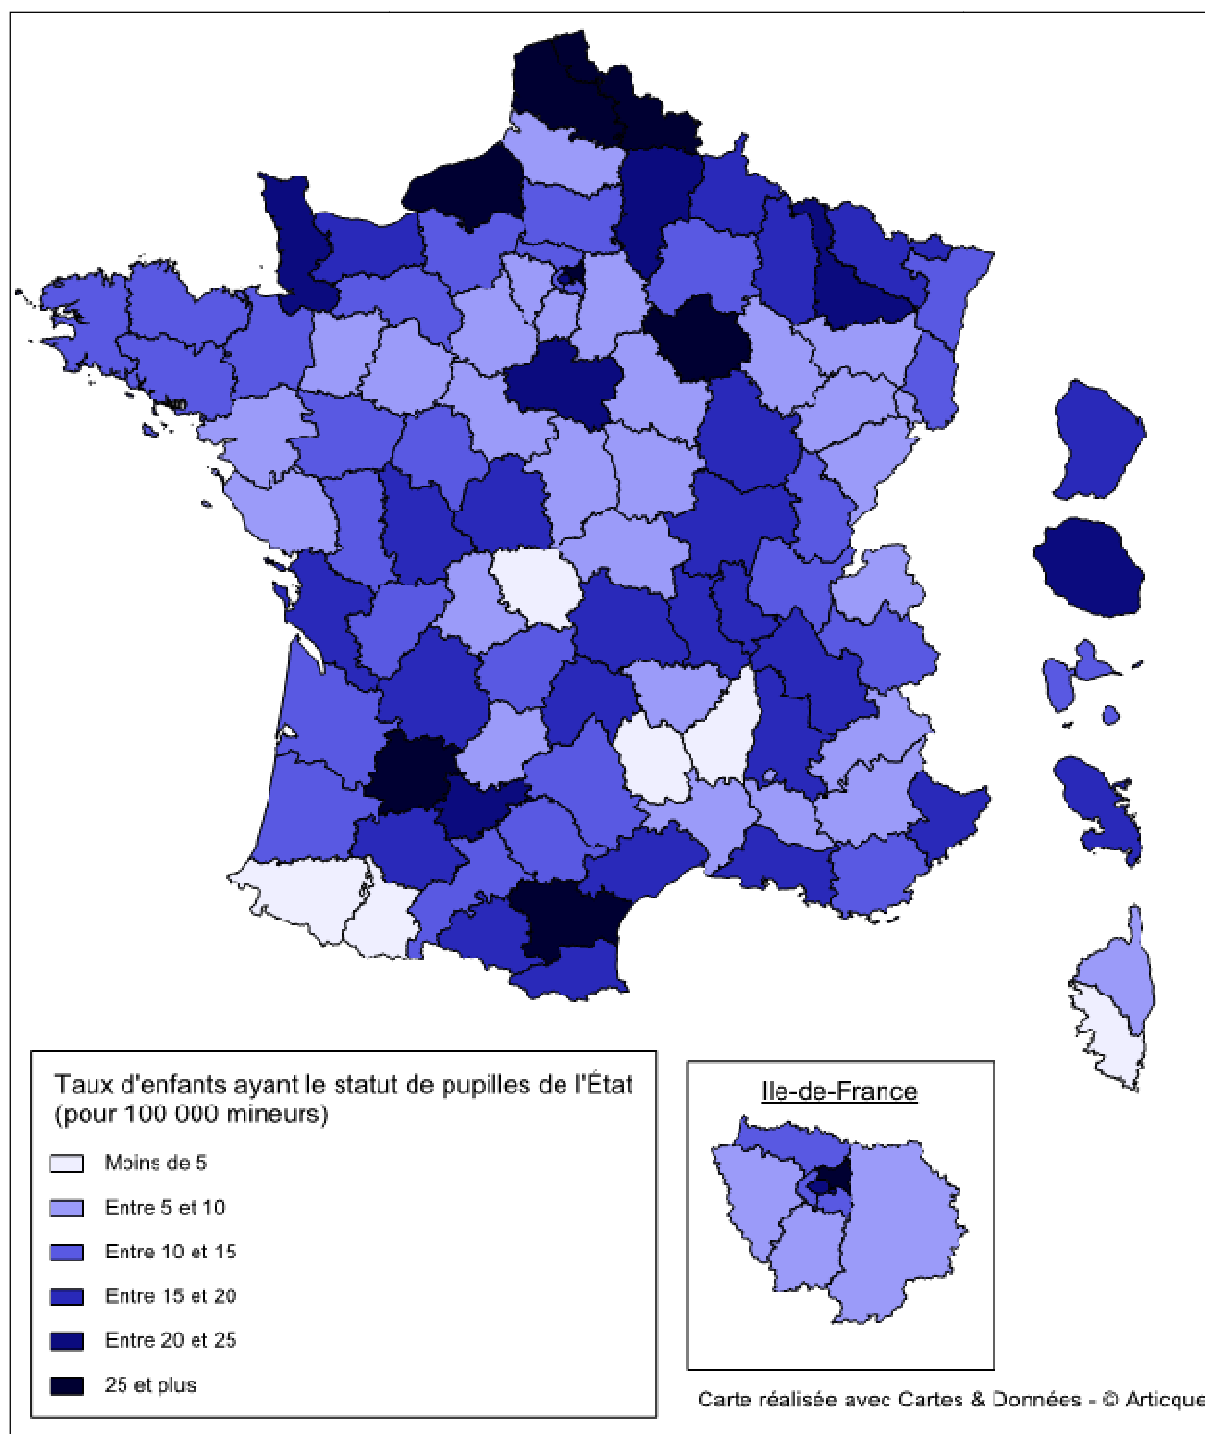 Taux d'enfants ayant le statut de pupilles de l'État
(pour 100 000 mineurs)
Moins de 5
Entre 5 et 10
Entre 10 et 15
Entre 15 et 20
Entre 20 et 25
25 et plus
Ile-de-France
Carte réalisée avec Cartes & Données - © Articque